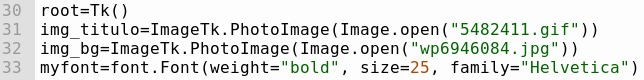 30 root=Tk()
31 img_titulo=ImageTk.PhotoImage(Image.open("5482411.gif"))
32 img_bg=ImageTk.PhotoImage(Image.open("wp6946084.jpg"))
33 myfont=font.Font(weight="bold", size=25, family="Helvetica")